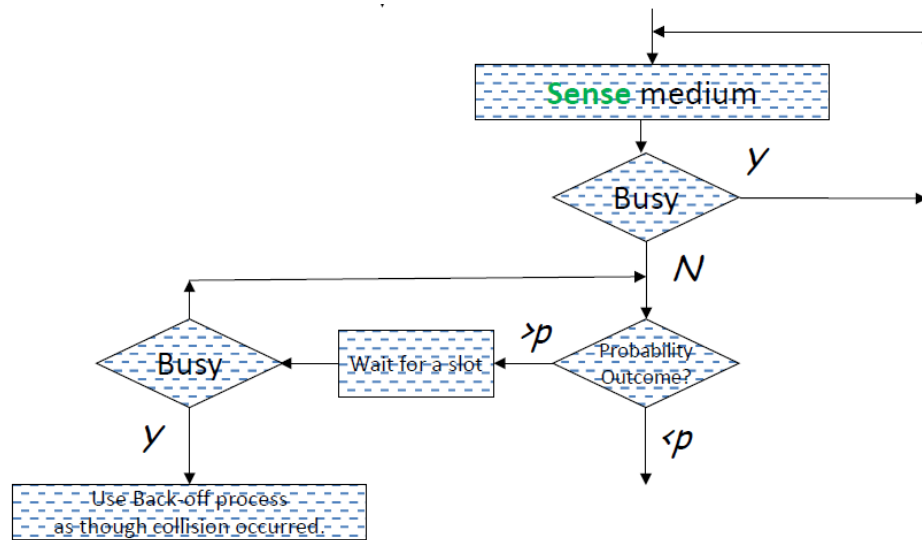 Sense medium
Y
Busy
N
>p
Probability
Outcome?
Busy
Wait for a slot
Y
<p
Use Back-off process
as though collision occurred.